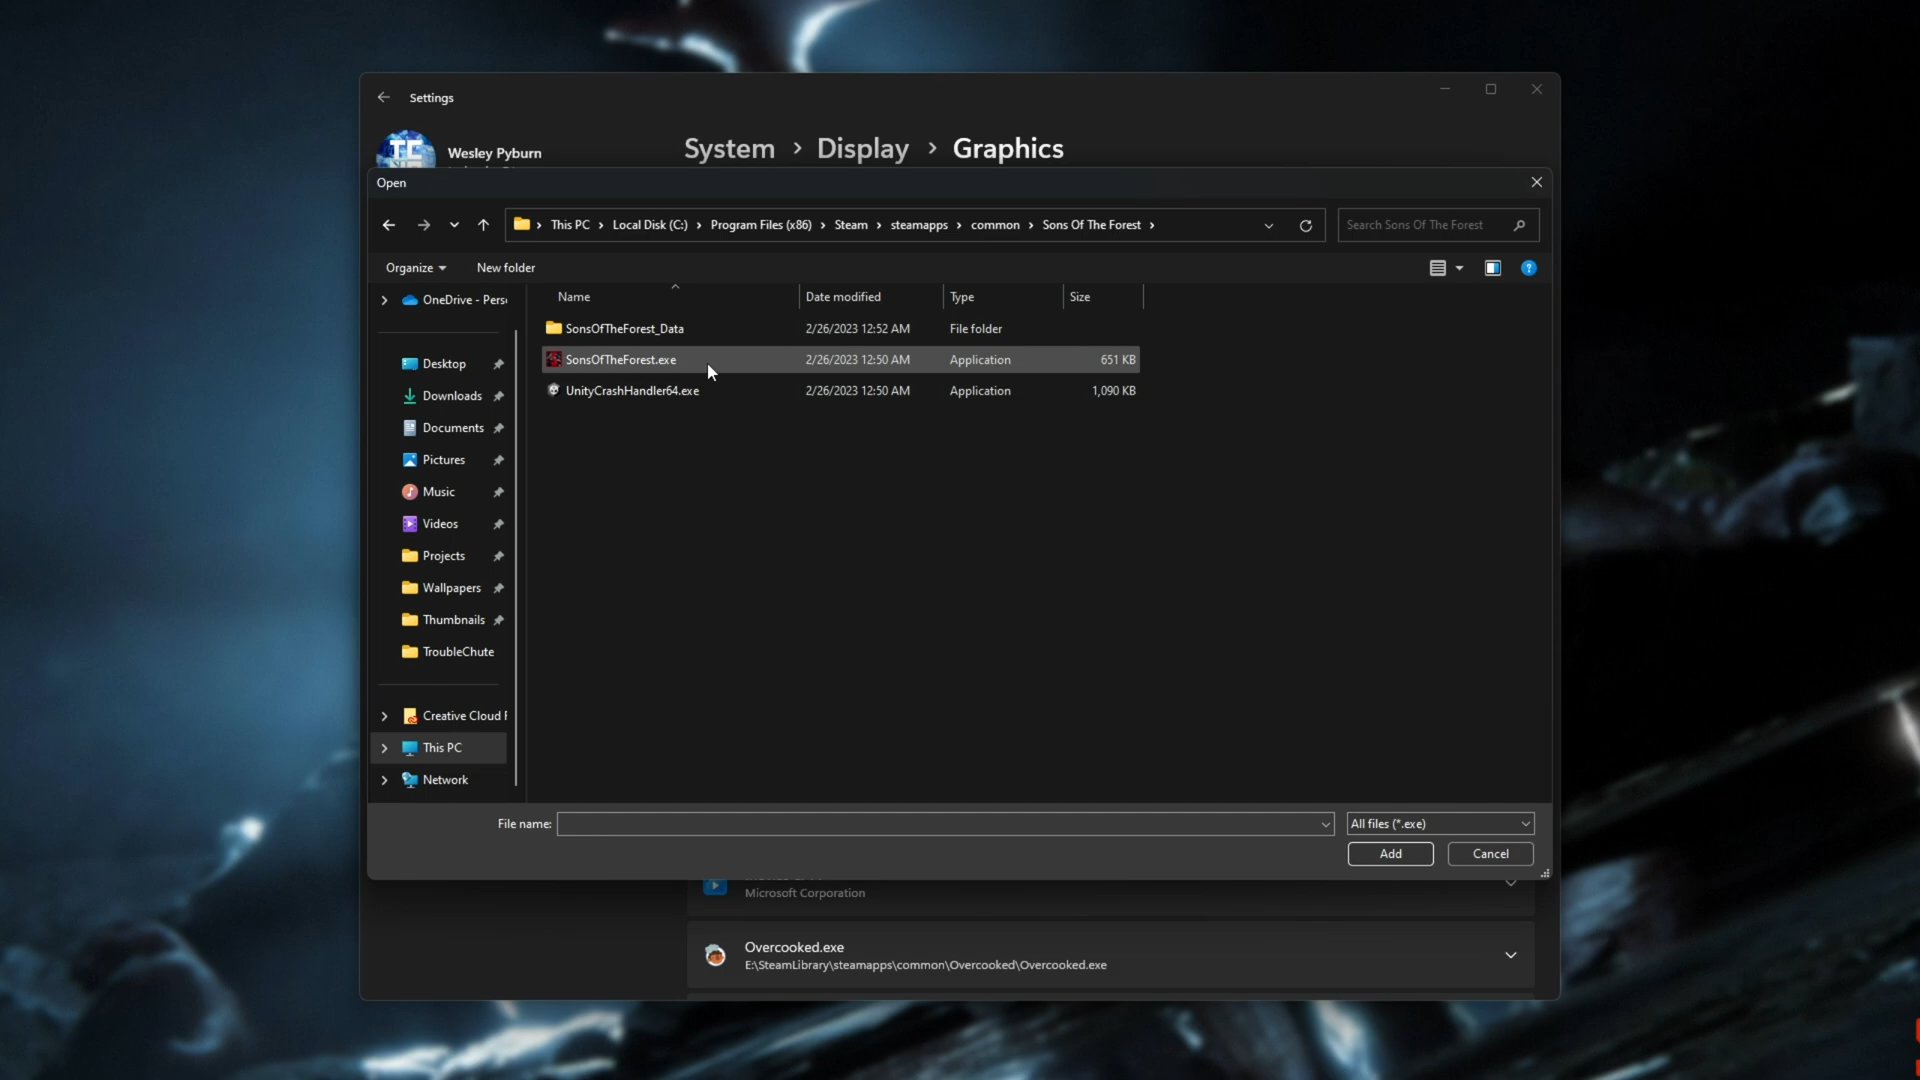 Settings
TC
Wesley Pyburn
System > Display > Graphics
Open
This PC > Local Disk (C:) > Program Files (x86) > Steam > steamapps > common > Sons Of The Forest >
Search Sons Of The Forest
Organize
New folder
?
OneDrive - Pers
Desktop
Downloads
Documents
Pictures
Music
Videos
Projects
Wallpapers
Thumbnails
TroubleChute
Creative Cloud F
This PC
Network
Name Date modified Type Size
SonsOfTheForest_Data 2/26/2023 12:52 AM File folder
SonsOfTheForest.exe 2/26/2023 12:50 AM Application 651 KB
UnityCrashHandler64.exe 2/26/2023 12:50 AM Application 1,090 KB
File name:
All files (*.exe)
Add
Cancel
Microsoft Corporation
Overcooked.exe
E:\SteamLibrary\steamapps\common\Overcooked\Overcooked.exe